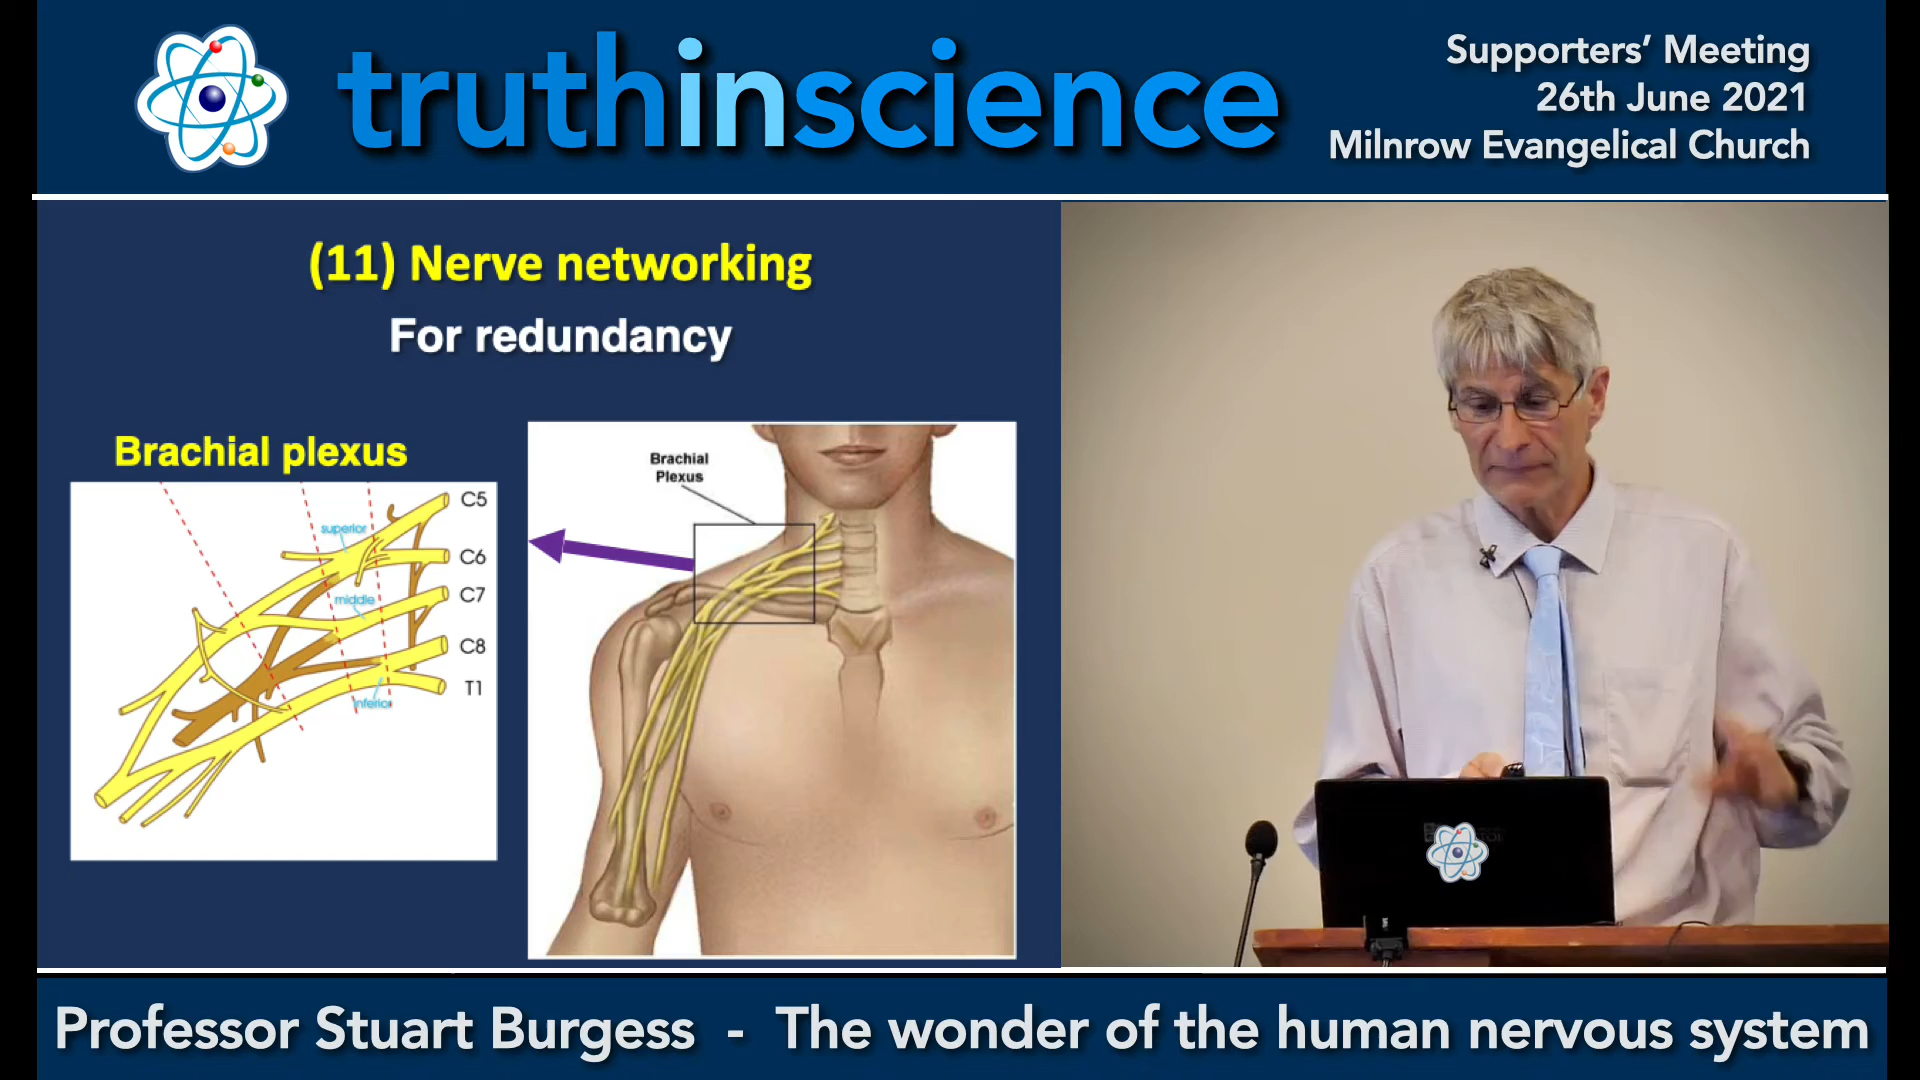 truthinscience
Supporters' Meeting
26th June 2021
Milnrow Evangelical Church
(11) Nerve networking
For redundancy
Brachial plexus
superior
middle
inferior
C5
C6
C7
C8
T1
Brachial
Plexus
Professor Stuart Burgess - The wonder of the human nervous system